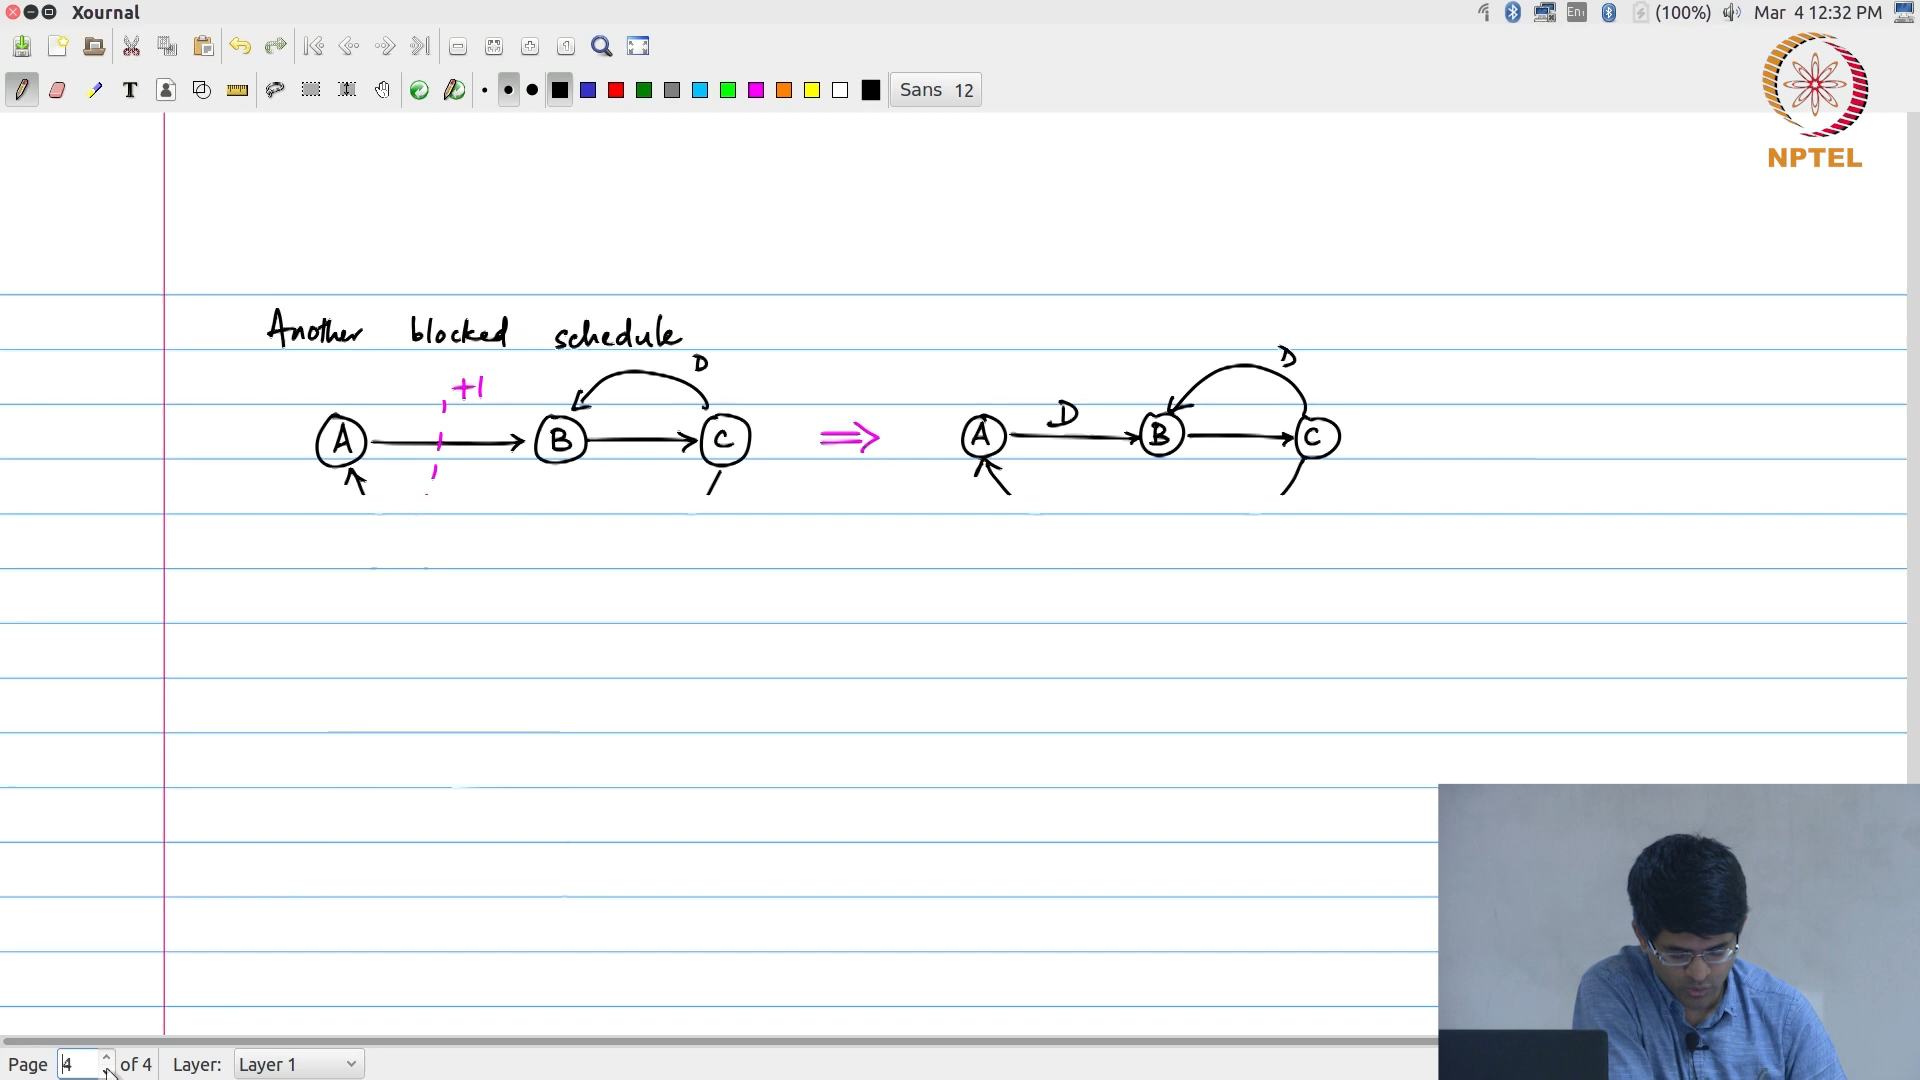 Xournal
En1 (100%) Mar 4 12:32 PM
Sans 12
NPTEL
Another blocked schedule
+1 D D D
A B C ⇒ A B C
Page 4 of 4 Layer: Layer 1